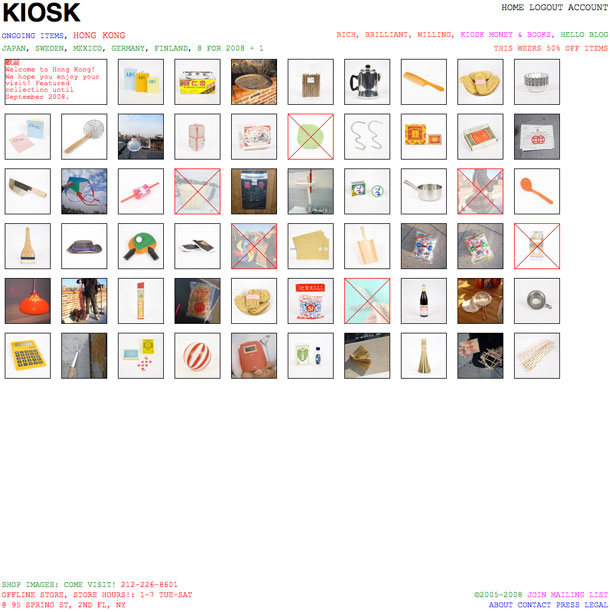 KIOSK
HOME LOGOUT ACCOUNT
ONGOING ITEMS, HONG KONG
RICH, BRILLIANT, WILLING, KIOSK MONEY & BOOKS, HELLO BLOG
JAPAN, SWEDEN, MEXICO, GERMANY, FINLAND, 8 FOR 2008 + 1
THIS WEEKS 50% OFF ITEMS
歡迎
Welcome to Hong Kong!
We hope you enjoy your
visit! Featured
collection until
September 2008.
SHOP IMAGES: COME VISIT! 212-226-8601
OFFLINE STORE, STORE HOURS!: 1-7 TUE-SAT
©2005-2008 JOIN MAILING LIST
@ 95 SPRING ST, 2ND FL, NY
ABOUT CONTACT PRESS LEGAL